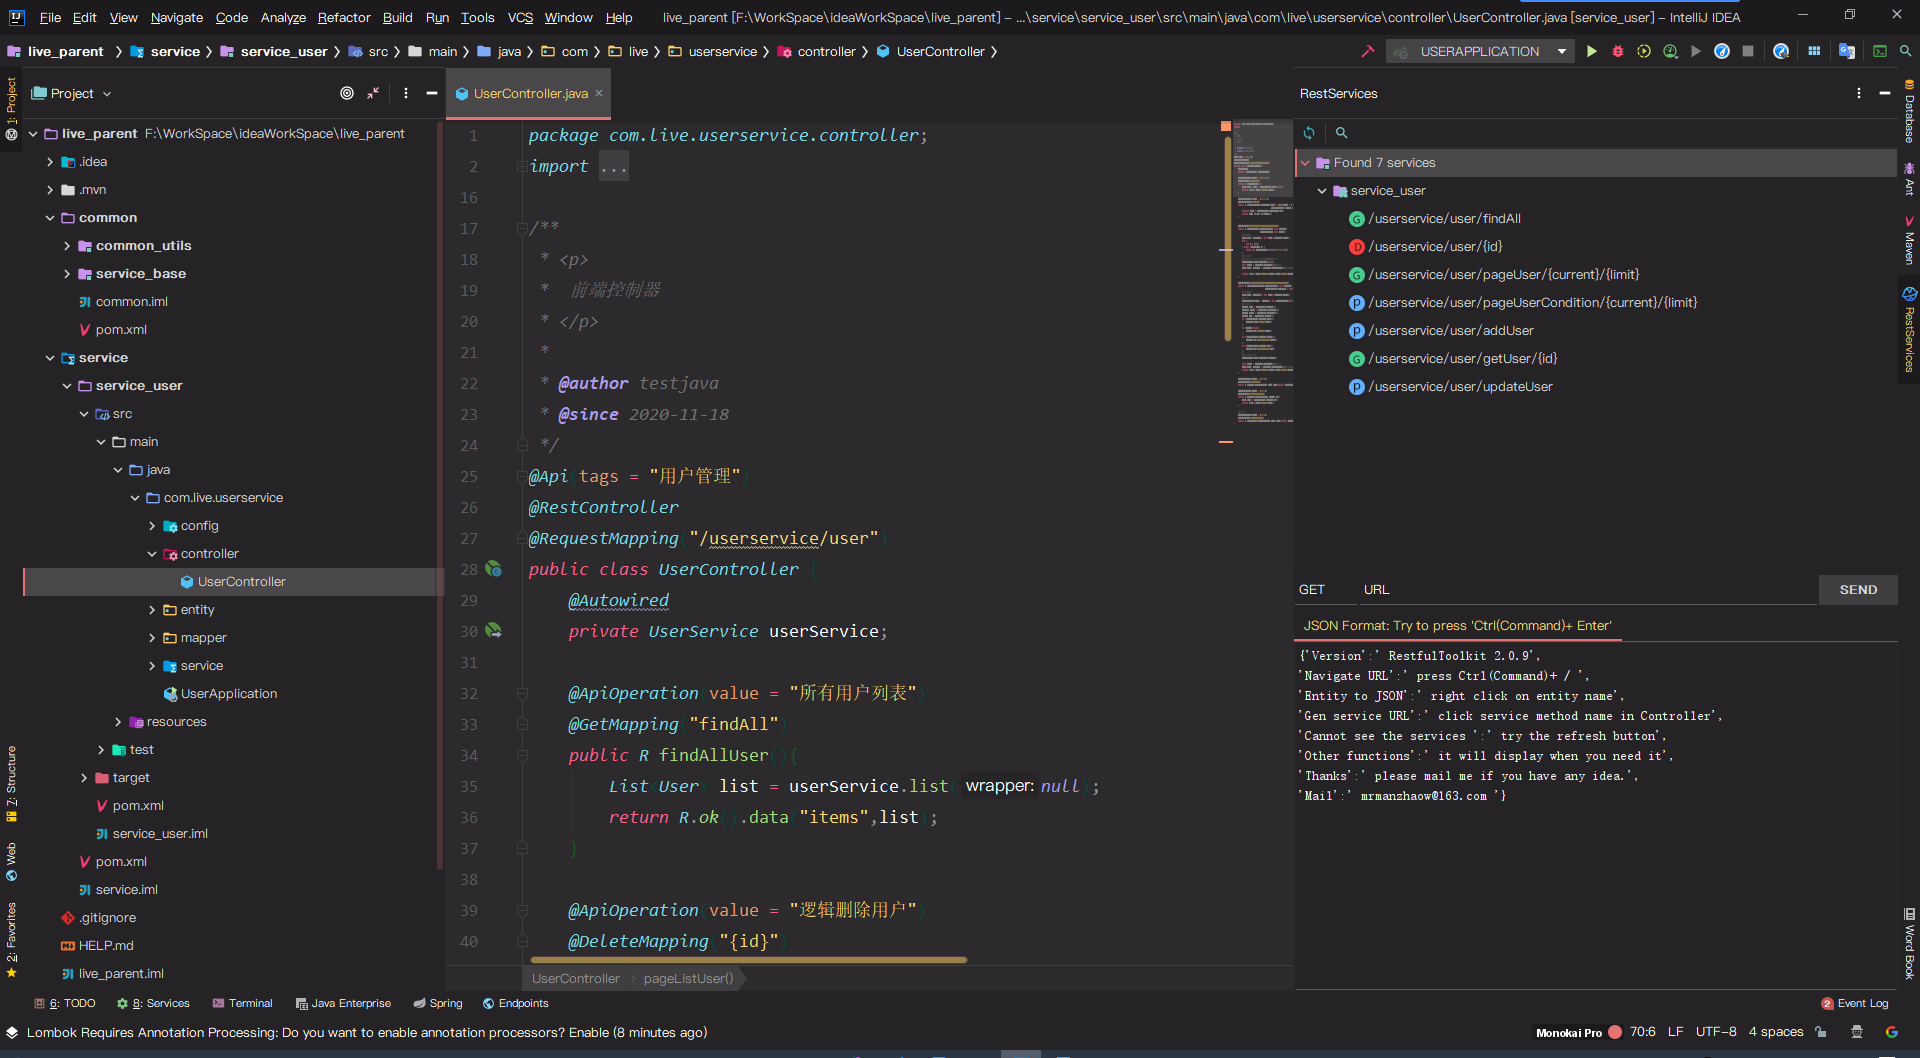 File Edit View Navigate Code Analyze Refactor Build Run Tools VCS Window Help live_parent [F:\WorkSpace\ideaWorkSpace\live_parent] – ...\service\service_user\src\main\java\com\live\userservice\controller\UserController.java [service_user] – IntelliJ IDEA
live_parent service service_user src main java com live userservice controller UserController USERAPPLICATION
1: Project
Project
live_parent F:\WorkSpace\ideaWorkSpace\live_parent
.idea
.mvn
common
common_utils
service_base
common.iml
pom.xml
service
service_user
src
main
java
com.live.userservice
config
controller
UserController
entity
mapper
service
UserApplication
resources
test
target
pom.xml
service_user.iml
pom.xml
service.iml
.gitignore
HELP.md
live_parent.iml
7: Structure
Web
2: Favorites
UserController.java
1 package com.live.userservice.controller;
2 import ...
16
17 /**
18 * <p>
19 * 前端控制器
20 * </p>
21 *
22 * @author testjava
23 * @since 2020-11-18
24 */
25 @Api(tags = "用户管理")
26 @RestController
27 @RequestMapping("/userservice/user")
28 public class UserController {
29 @Autowired
30 private UserService userService;
31
32 @ApiOperation(value = "所有用户列表")
33 @GetMapping("findAll")
34 public R findAllUser(){
35 List<User> list = userService.list( wrapper: null);
36 return R.ok().data("items",list);
37 }
38
39 @ApiOperation(value = "逻辑删除用户")
40 @DeleteMapping("{id}")
UserController pageListUser()
RestServices
Found 7 services
service_user
G /userservice/user/findAll
D /userservice/user/{id}
G /userservice/user/pageUser/{current}/{limit}
P /userservice/user/pageUserCondition/{current}/{limit}
P /userservice/user/addUser
G /userservice/user/getUser/{id}
P /userservice/user/updateUser
GET URL SEND
JSON Format: Try to press 'Ctrl(Command)+ Enter'
{'Version':' RestfulToolkit 2.0.9',
'Navigate URL':' press Ctrl(Command)+ / ',
'Entity to JSON':' right click on entity name',
'Gen service URL':' click service method name in Controller',
'Cannot see the services ':' try the refresh button',
'Other functions':' it will display when you need it',
'Thanks':' please mail me if you have any idea.',
'Mail':' mrmanzhaow@163.com '}
Database
Ant
Maven
RestServices
Word Book
6: TODO 8: Services Terminal Java Enterprise Spring Endpoints 2 Event Log
Lombok Requires Annotation Processing: Do you want to enable annotation processors? Enable (8 minutes ago) Monokai Pro 70:6 LF UTF-8 4 spaces